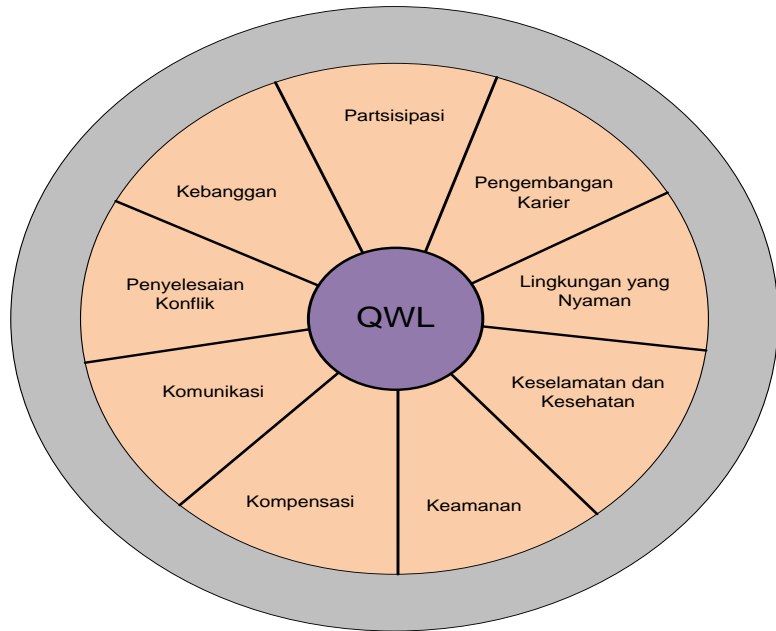 Partsisipasi
Pengembangan
Karier
Lingkungan yang
Nyaman
Keselamatan dan
Kesehatan
Keamanan
Kompensasi
Komunikasi
Penyelesaian
Konflik
Kebanggan
QWL